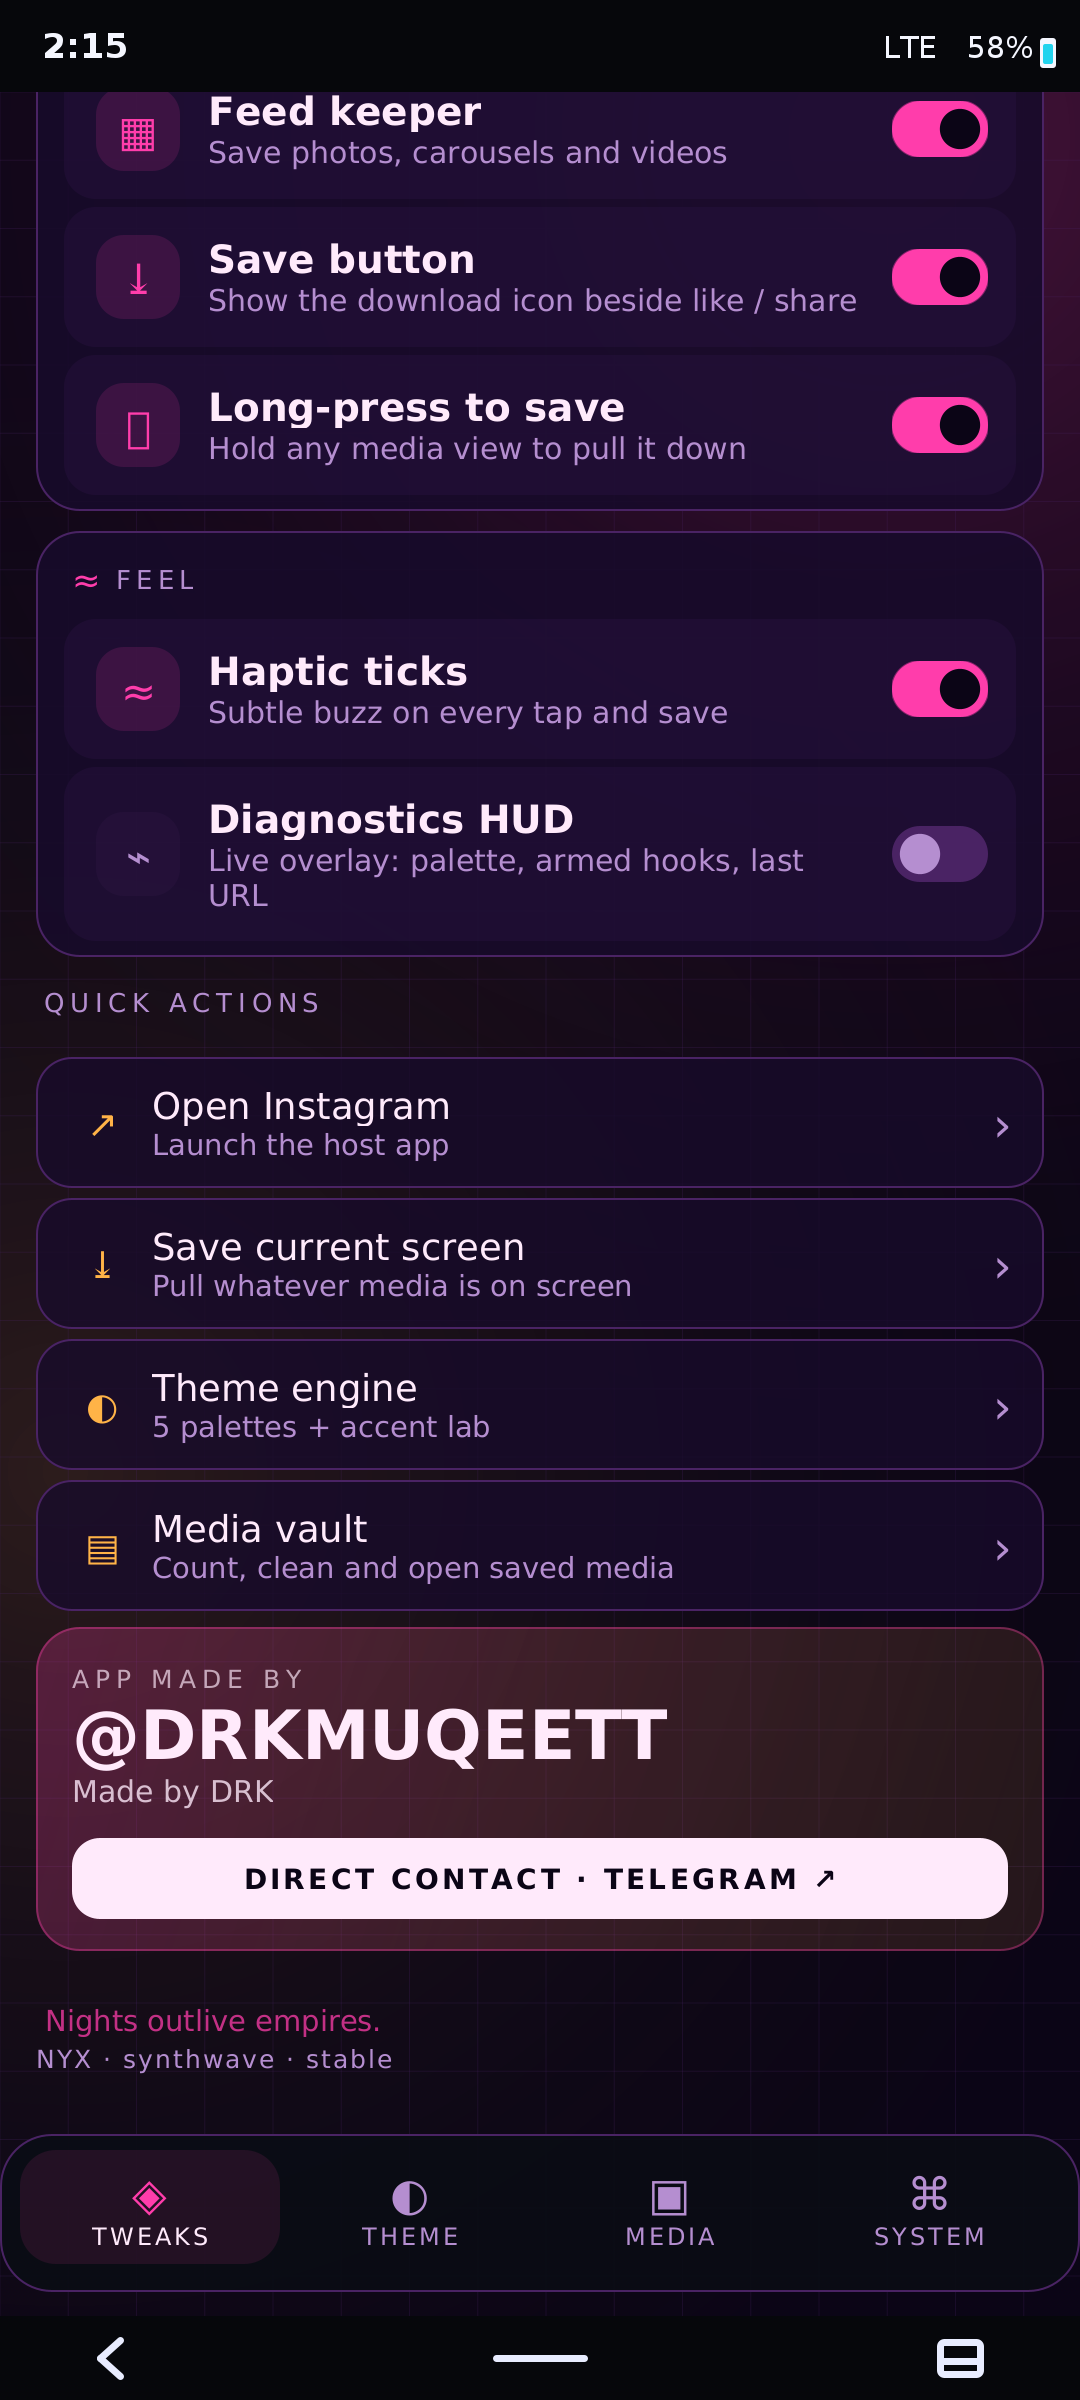 2:15
LTE 58%
Feed keeper
Save photos, carousels and videos
Save button
Show the download icon beside like / share
Long-press to save
Hold any media view to pull it down
≈ FEEL
Haptic ticks
Subtle buzz on every tap and save
Diagnostics HUD
Live overlay: palette, armed hooks, last
URL
QUICK ACTIONS
Open Instagram
Launch the host app
Save current screen
Pull whatever media is on screen
Theme engine
5 palettes + accent lab
Media vault
Count, clean and open saved media
APP MADE BY
@DRKMUQEETT
Made by DRK
DIRECT CONTACT · TELEGRAM ↗
Nights outlive empires.
NYX · synthwave · stable
TWEAKS
THEME
MEDIA
SYSTEM